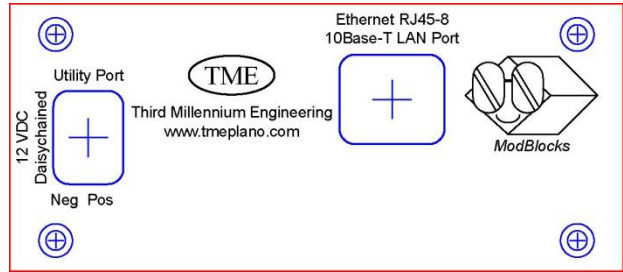 Utility Port
12 VDC
Daisychained
Neg Pos
TME
Third Millennium Engineering
www.tmeplano.com
Ethernet RJ45-8
10Base-T LAN Port
ModBlocks